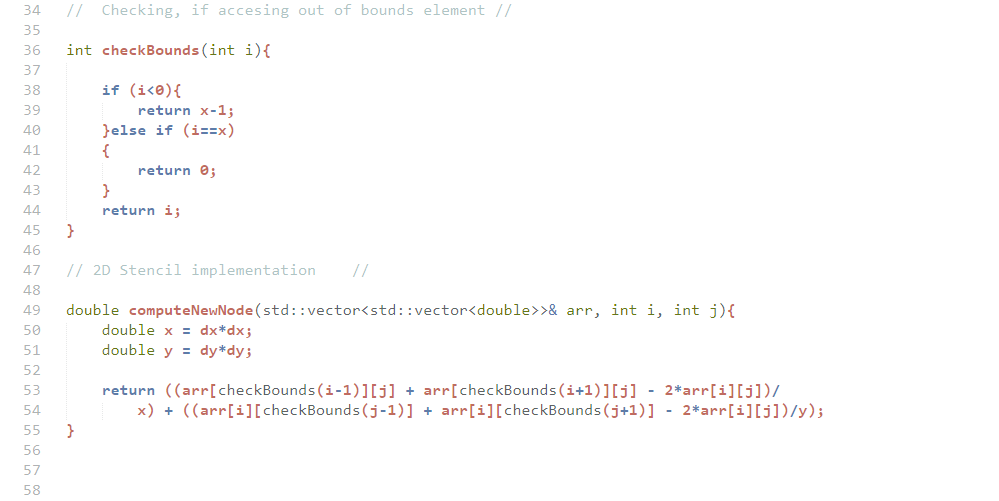 34 //  Checking, if accesing out of bounds element //
35
36 int checkBounds(int i){
37
38     if (i<0){
39         return x-1;
40     }else if (i==x)
41     {
42         return 0;
43     }
44     return i;
45 }
46
47 // 2D Stencil implementation    //
48
49 double computeNewNode(std::vector<std::vector<double>>& arr, int i, int j){
50     double x = dx*dx;
51     double y = dy*dy;
52
53     return ((arr[checkBounds(i-1)][j] + arr[checkBounds(i+1)][j] - 2*arr[i][j])/
54         x) + ((arr[i][checkBounds(j-1)] + arr[i][checkBounds(j+1)] - 2*arr[i][j])/y);
55 }
56
57
58